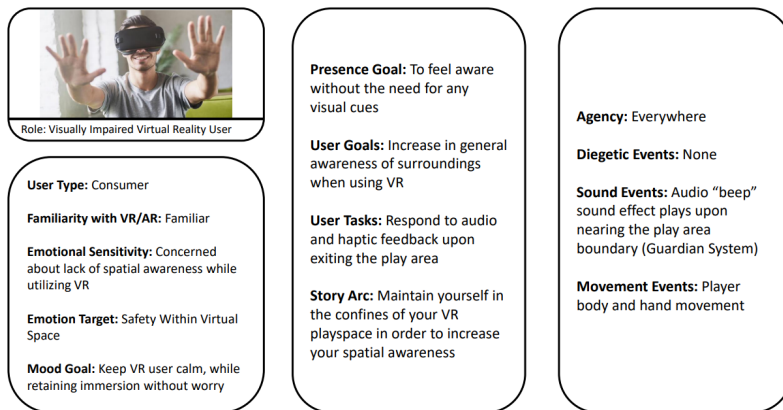 Role: Visually Impaired Virtual Reality User
User Type: Consumer
Familiarity with VR/AR: Familiar
Emotional Sensitivity: Concerned
about lack of spatial awareness while
utilizing VR
Emotion Target: Safety Within Virtual
Space
Mood Goal: Keep VR user calm, while
retaining immersion without worry
Presence Goal: To feel aware
without the need for any
visual cues
User Goals: Increase in general
awareness of surroundings
when using VR
User Tasks: Respond to audio
and haptic feedback upon
exiting the play area
Story Arc: Maintain yourself in
the confines of your VR
playspace in order to increase
your spatial awareness
Agency: Everywhere
Diegetic Events: None
Sound Events: Audio “beep”
sound effect plays upon
nearing the play area
boundary (Guardian System)
Movement Events: Player
body and hand movement